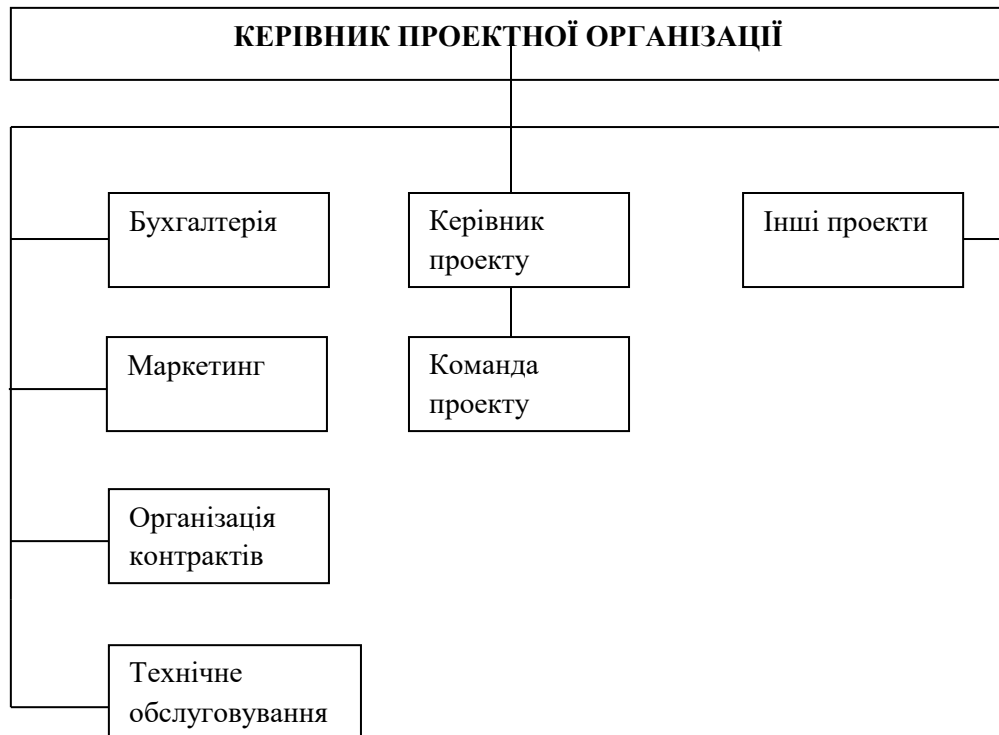 КЕРІВНИК ПРОЕКТНОЇ ОРГАНІЗАЦІЇ
Бухгалтерія
Керівник
проекту
Інші проекти
Маркетинг
Команда
проекту
Організація
контрактів
Технічне
обслуговування